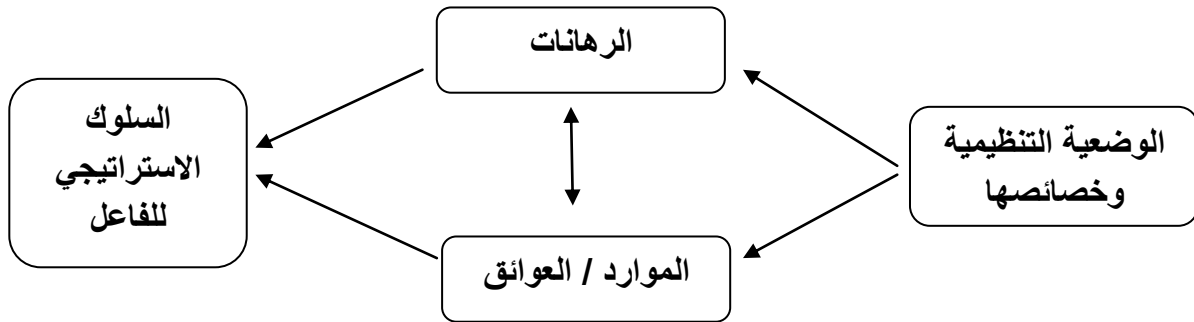 الرهانات
الوضعية التنظيمية
وخصائصها
السلوك
الاستراتيجي
للفاعل
الموارد / العوائق